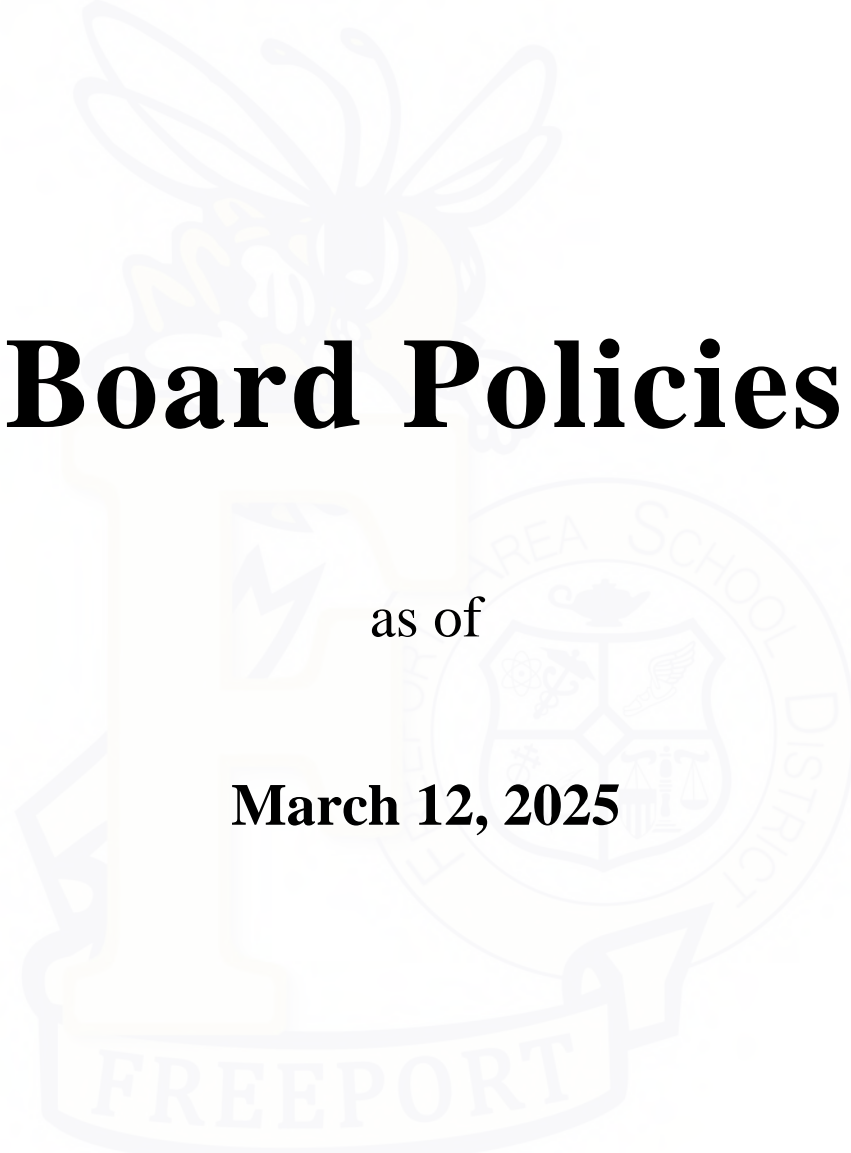 Board Policies
as of
March 12, 2025
FREEPORT AREA SCHOOL DISTRICT
F
FREEPORT